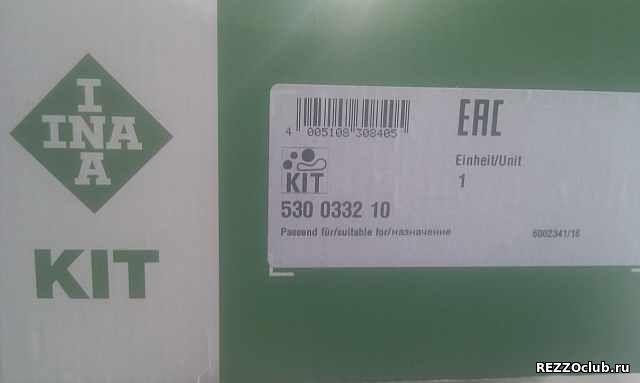 INA
INA
KIT
4 005108 308405
EAC
Einheit/Unit
1
KIT
530 0332 10
Passend für/suitable for/назначение
6002341/16
REZZOclub.ru